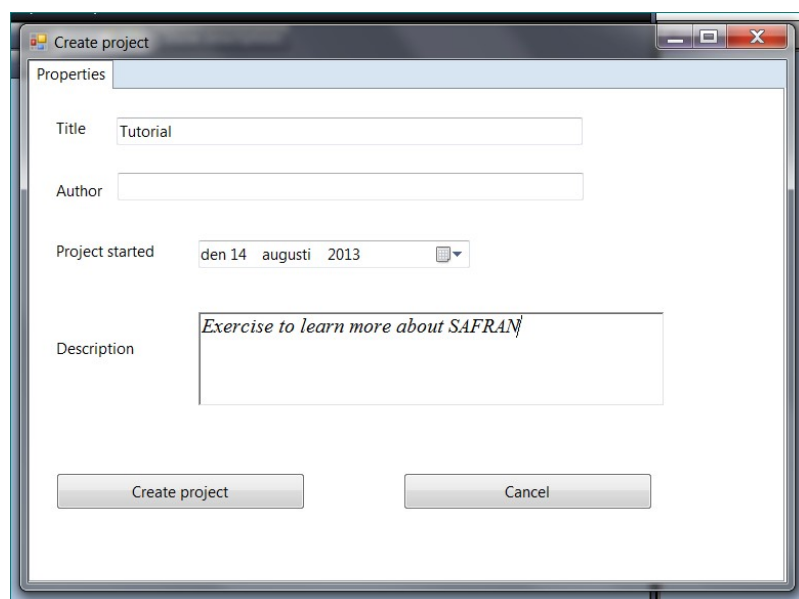 Create project
Properties
Title Tutorial
Author
Project started den 14 augusti 2013
Description Exercise to learn more about SAFRAN
Create project Cancel